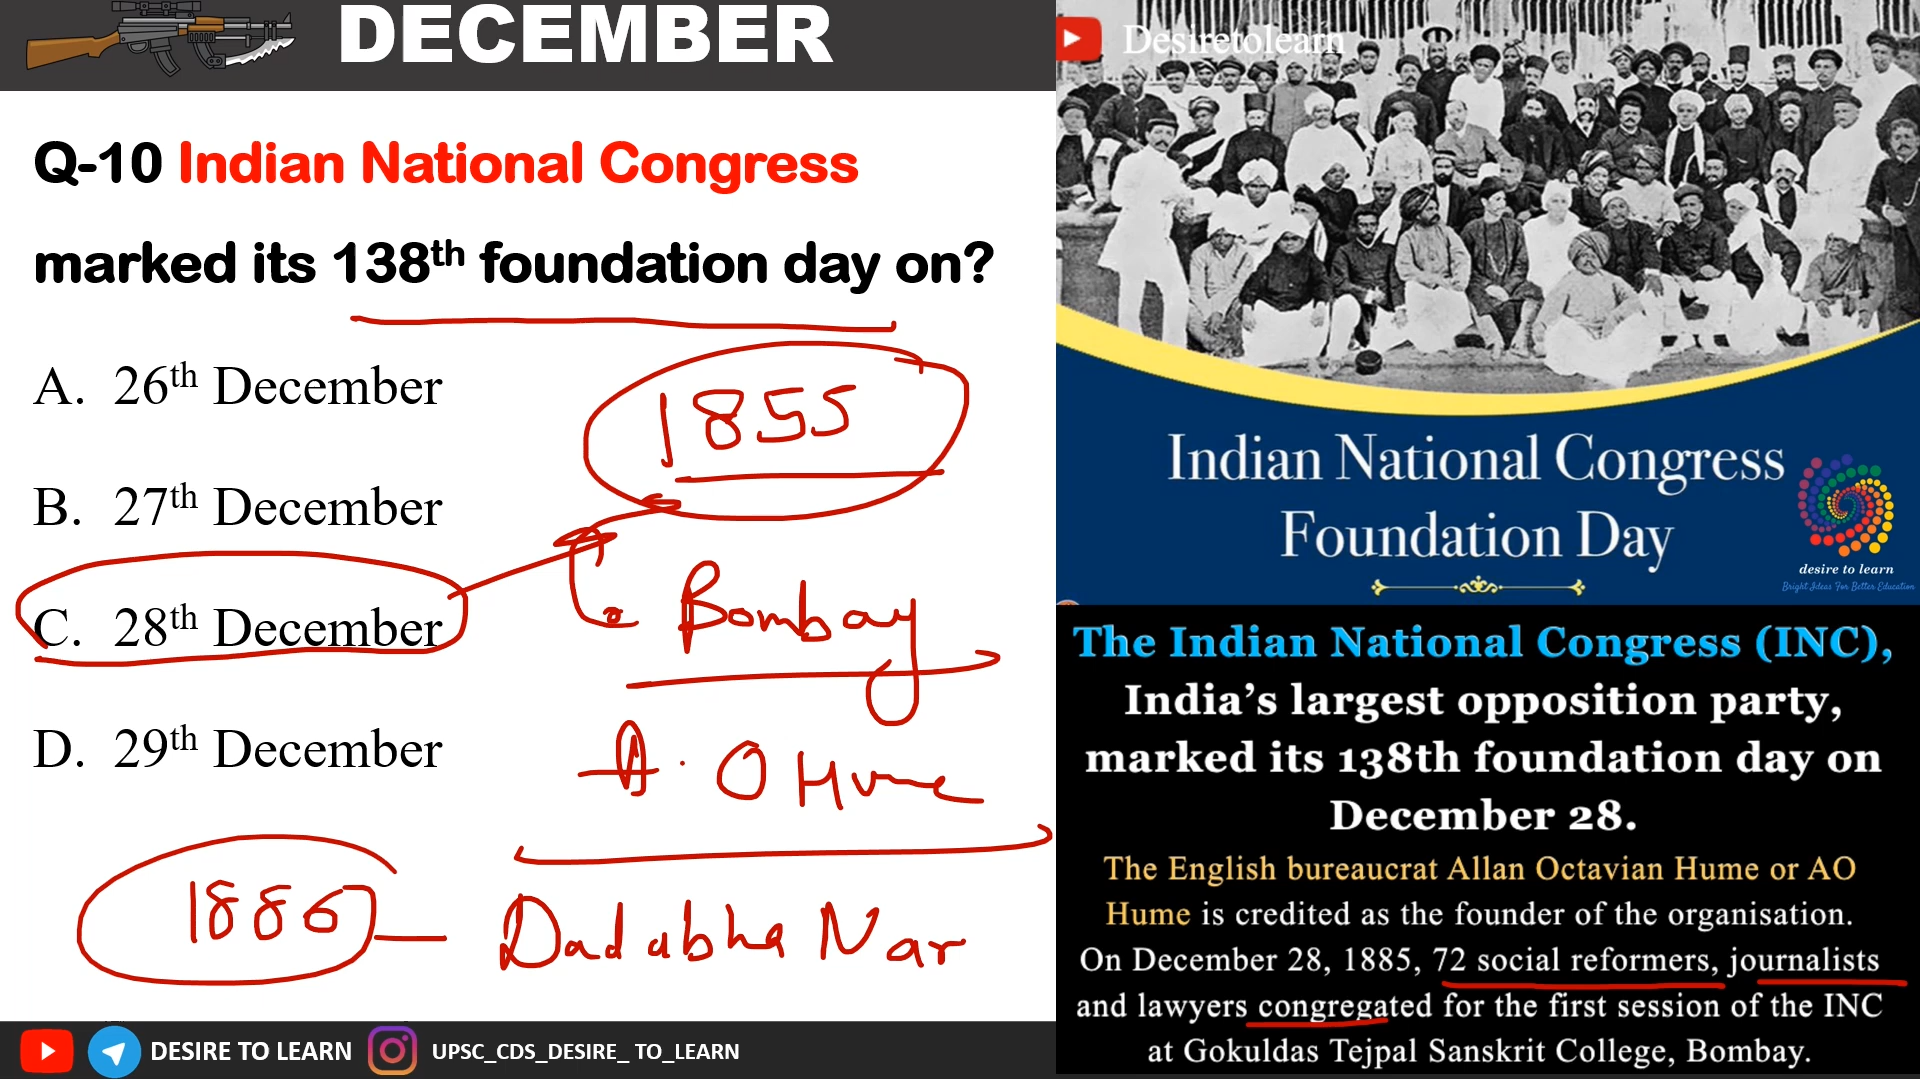 DECEMBER
Q-10 Indian National Congress
marked its 138th foundation day on?
A. 26th December
B. 27th December
C. 28th December
D. 29th December
1855
Bombay
A. O Hume
1886 — Dadabha Nar
DESIRE TO LEARN
UPSC_CDS_DESIRE_ TO_LEARN
Desiretolearn
Indian National Congress
Foundation Day
desire to learn
Bright Ideas For Better Education
The Indian National Congress (INC),
India's largest opposition party,
marked its 138th foundation day on
December 28.
The English bureaucrat Allan Octavian Hume or AO
Hume is credited as the founder of the organisation.
On December 28, 1885, 72 social reformers, journalists
and lawyers congregated for the first session of the INC
at Gokuldas Tejpal Sanskrit College, Bombay.